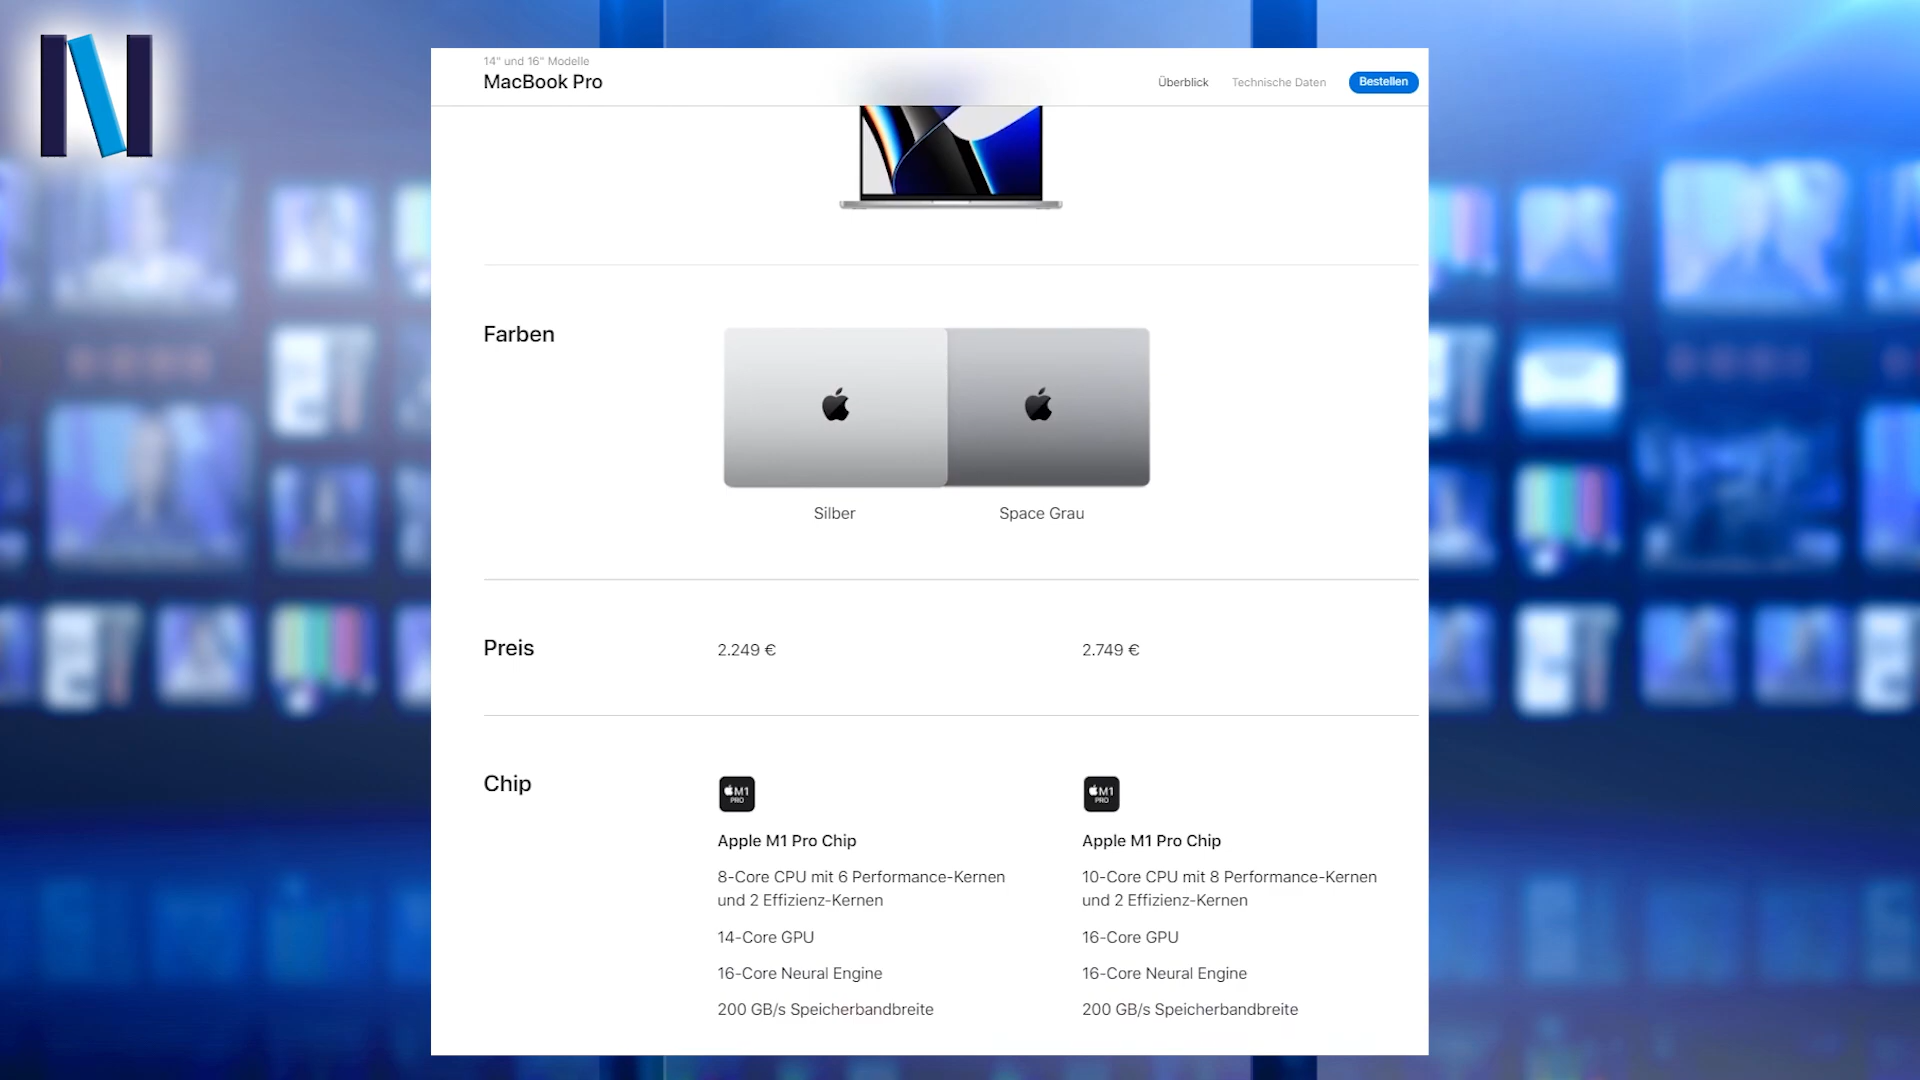 14" und 16" Modelle
MacBook Pro
Überblick
Technische Daten
Bestellen
Farben
Silber
Space Grau
Preis
2.249 €
2.749 €
Chip
M1
PRO
M1
PRO
Apple M1 Pro Chip
8-Core CPU mit 6 Performance-Kernen
und 2 Effizienz-Kernen
14-Core GPU
16-Core Neural Engine
200 GB/s Speicherbandbreite
Apple M1 Pro Chip
10-Core CPU mit 8 Performance-Kernen
und 2 Effizienz-Kernen
16-Core GPU
16-Core Neural Engine
200 GB/s Speicherbandbreite